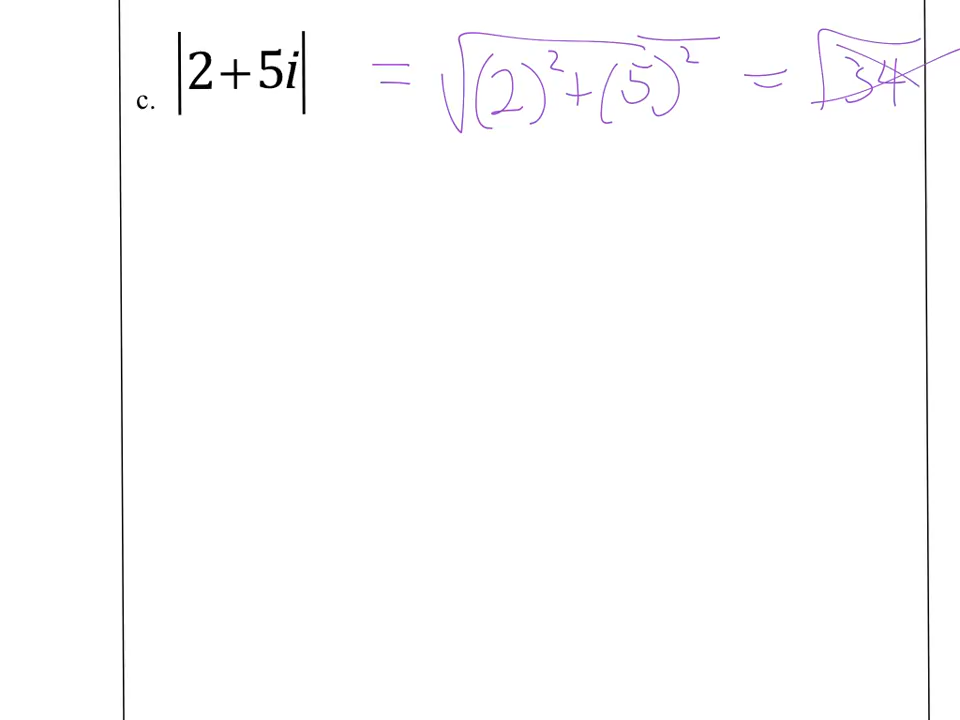 c. |2+5i| = √(2)²+(5)² = √34